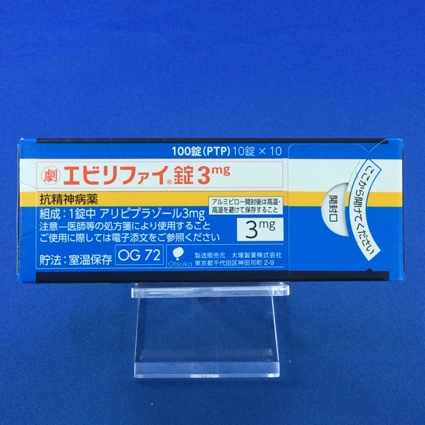 100錠(PTP)10錠×10
劇 エビリファイ®錠3mg
抗精神病薬
アルミピロー開封後は高温・
高湿を避けて保存すること
組成:1錠中 アリピプラゾール3mg
注意-医師等の処方箋により使用すること
ご使用に際しては電子添文をご参照ください
3mg
貯法:室温保存
OG 72
Otsuka
製造販売元 大塚製薬株式会社
東京都千代田区神田司町2-9
ここから開けてください
開封口